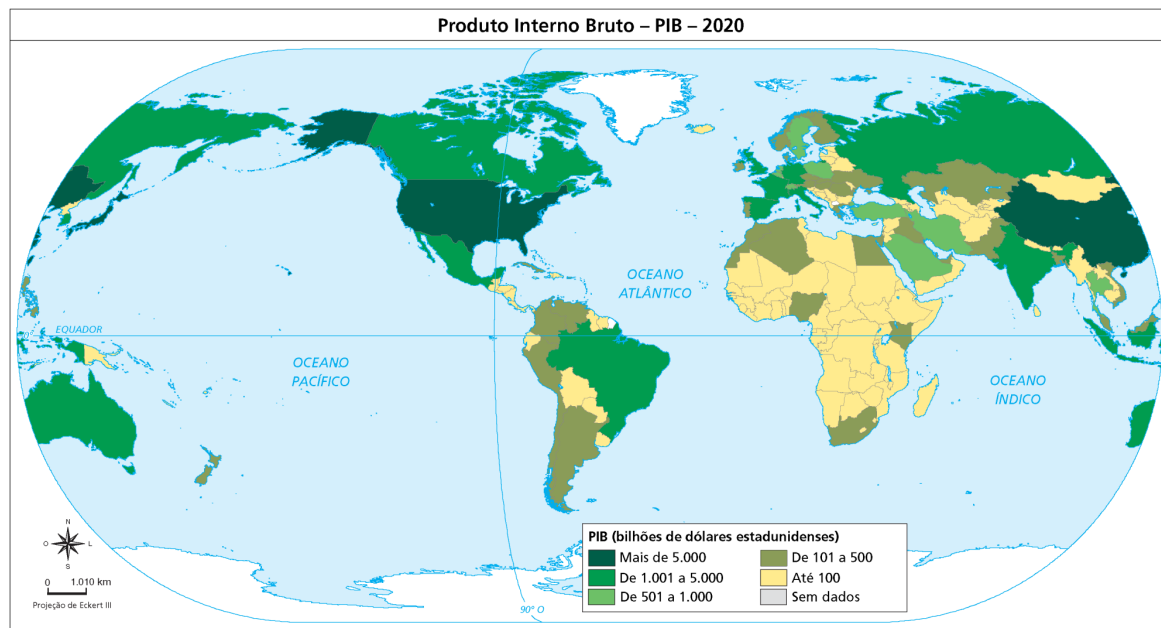 Produto Interno Bruto – PIB – 2020
OCEANO
ATLÂNTICO
EQUADOR
OCEANO
PACÍFICO
OCEANO
ÍNDICO
N
O L
S
0 1.010 km
Projeção de Eckert III
90° O
PIB (bilhões de dólares estadunidenses)
Mais de 5.000
De 1.001 a 5.000
De 501 a 1.000
De 101 a 500
Até 100
Sem dados